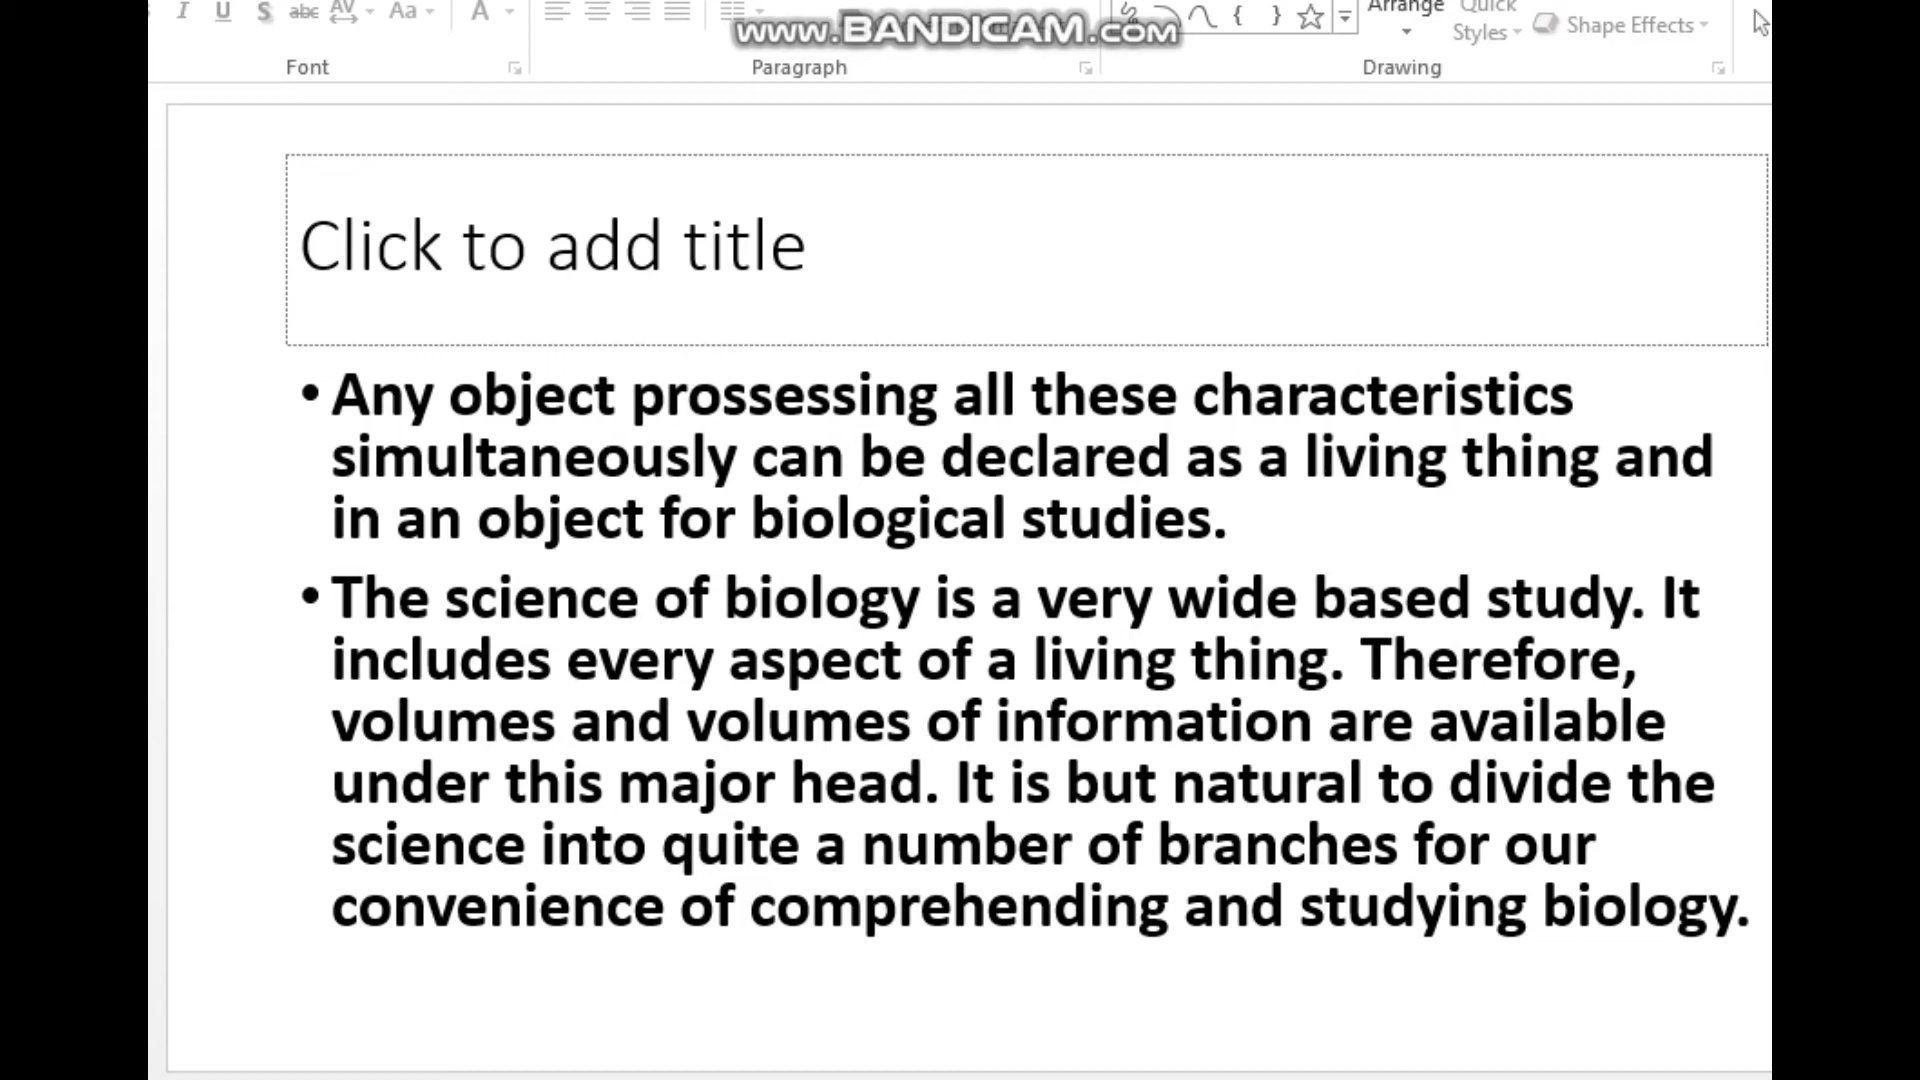 I U S abc AV Aa A
www.BANDICAM.com
Arrange
Quick
Styles
Shape Effects
Font
Paragraph
Drawing
Click to add title
• Any object prossessing all these characteristics
simultaneously can be declared as a living thing and
in an object for biological studies.
• The science of biology is a very wide based study. It
includes every aspect of a living thing. Therefore,
volumes and volumes of information are available
under this major head. It is but natural to divide the
science into quite a number of branches for our
convenience of comprehending and studying biology.